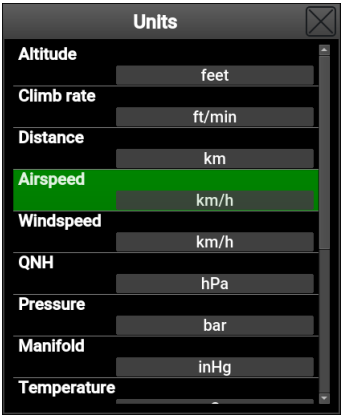 Units
Altitude
feet
Climb rate
ft/min
Distance
km
Airspeed
km/h
Windspeed
km/h
QNH
hPa
Pressure
bar
Manifold
inHg
Temperature